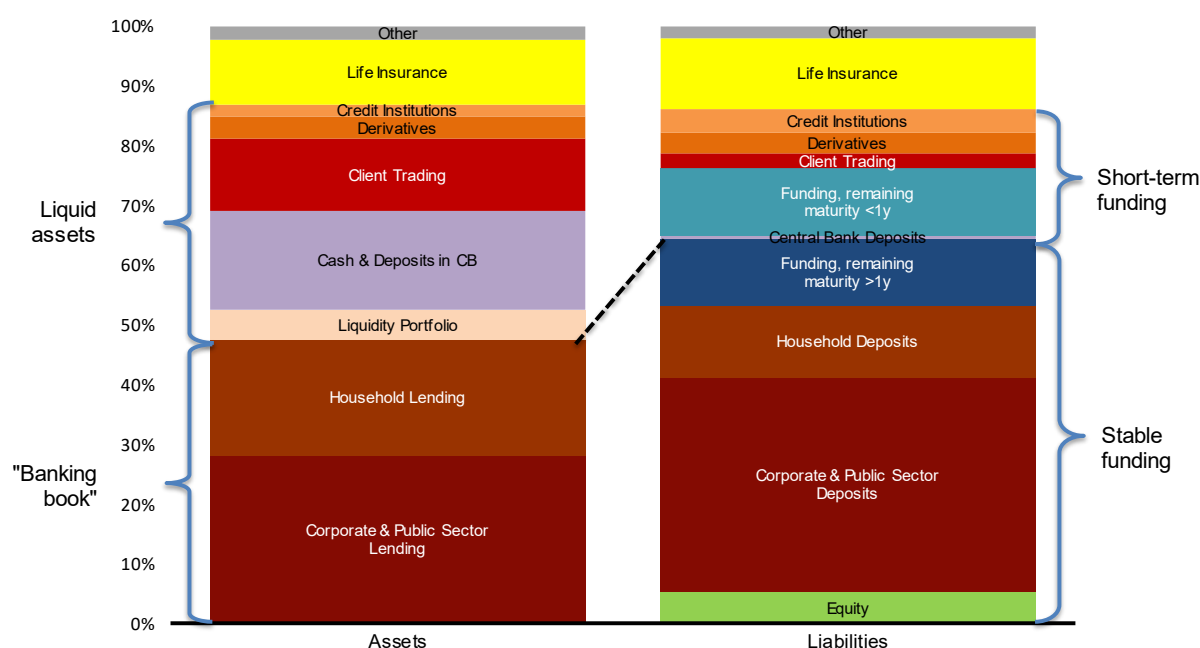 100%
90%
80%
70%
60%
50%
40%
30%
20%
10%
0%
Liquid
assets
"Banking
book"
Other
Life Insurance
Credit Institutions
Derivatives
Client Trading
Cash & Deposits in CB
Liquidity Portfolio
Household Lending
Corporate & Public Sector
Lending
Assets
Other
Life Insurance
Credit Institutions
Derivatives
Client Trading
Funding, remaining
maturity <1y
Central Bank Deposits
Funding, remaining
maturity >1y
Household Deposits
Corporate & Public Sector
Deposits
Equity
Liabilities
Short-term
funding
Stable
funding